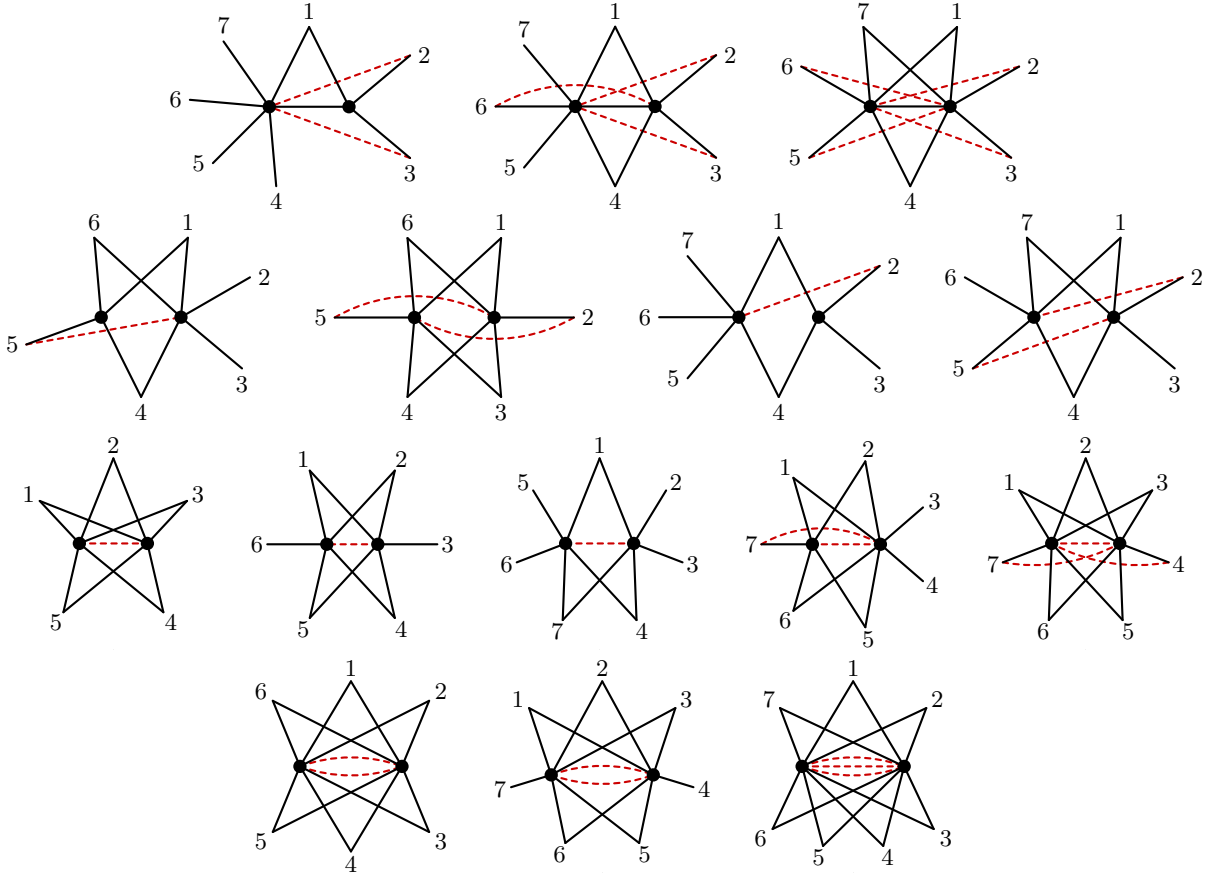 7 1 2 6 5 4 3
7 1 2 6 5 4 3
7 1 6 2 5 3 4
6 1 2 5 3 4
6 1 5 2 4 3
1 7 2 6 5 3 4
7 1 6 2 5 3 4
2 1 3 5 4
1 2 6 3 5 4
1 5 2 6 3 7 4
2 1 3 7 4 6 5
2 1 3 7 4 6 5
1 6 2 5 3 4
2 1 3 7 4 6 5
1 7 2 6 3 5 4